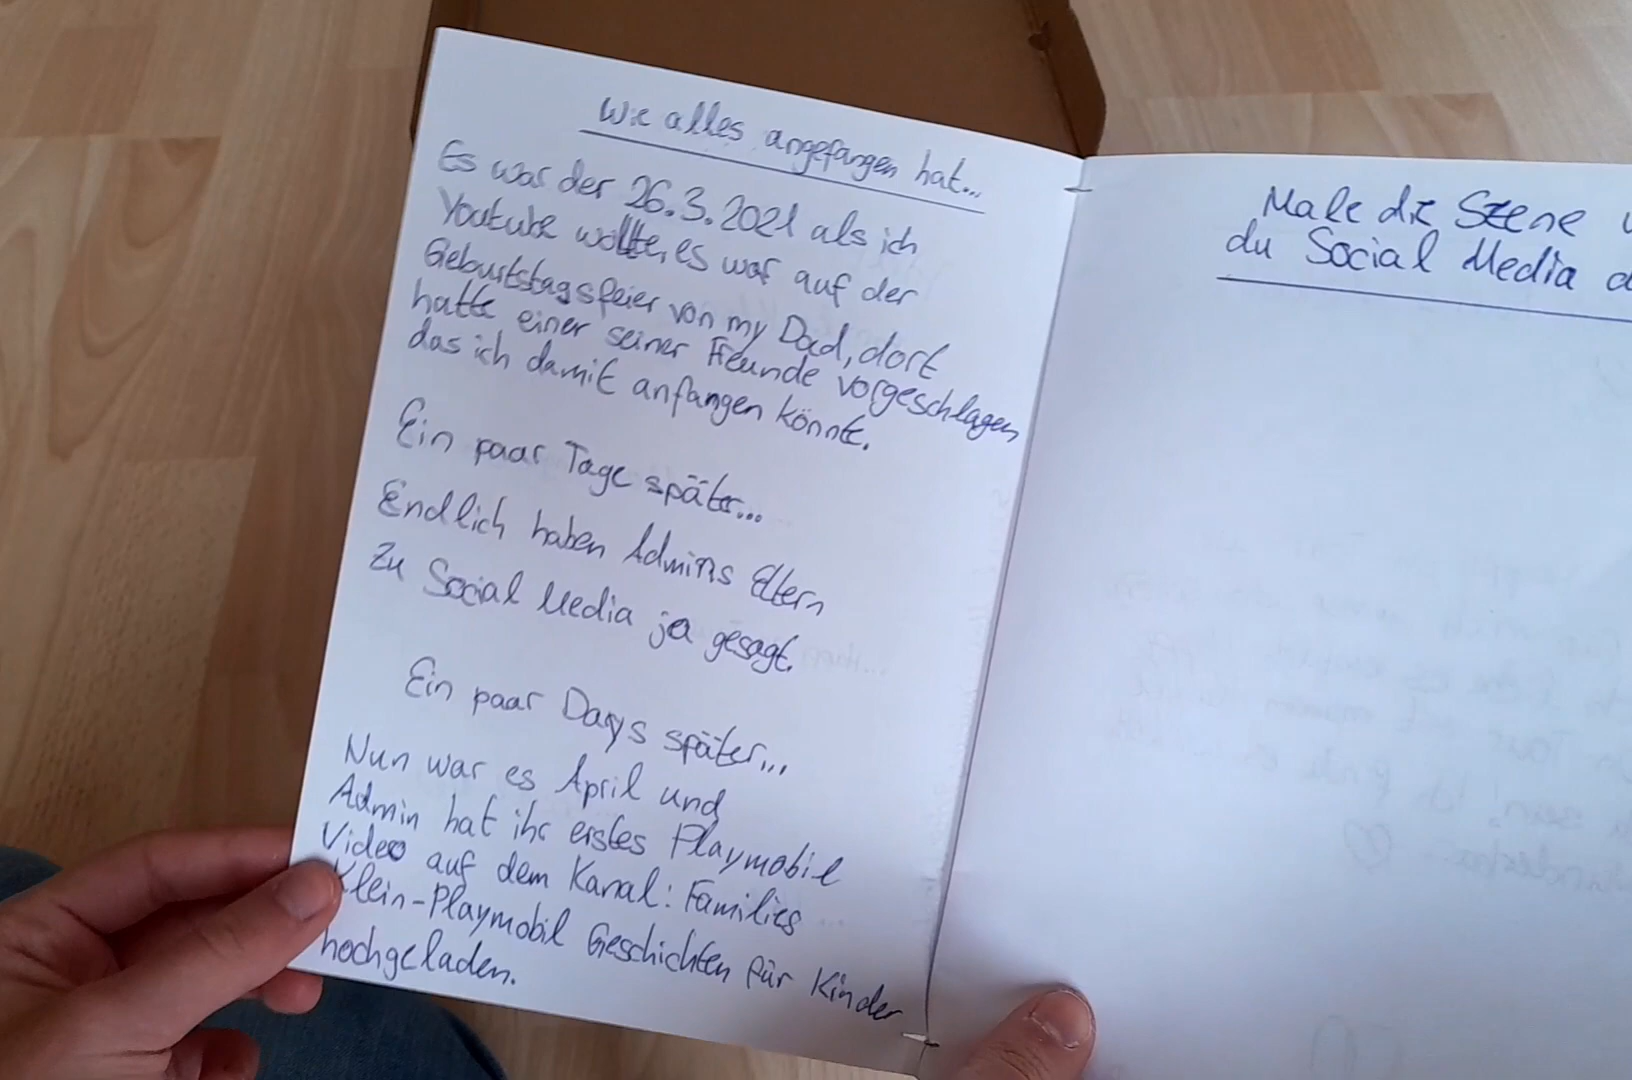 Wie alles angefangen hat...
Es war der 26.3.2021 als ich
Youtube wollte, es war auf der
Geburtstagsfeier von my Dad, dort
hatte einer seiner Freunde vorgeschlagen
das ich damit anfangen könnte.
Ein paar Tage später...
Endlich haben Admins Eltern
zu Social Media ja gesagt.
Ein paar Days später...
Nun war es April und
Admin hat ihr erstes Playmobil
Video auf dem Kanal: Families
Klein-Playmobil Geschichten für Kinder
hochgeladen.
Male die Szene
du Social Media